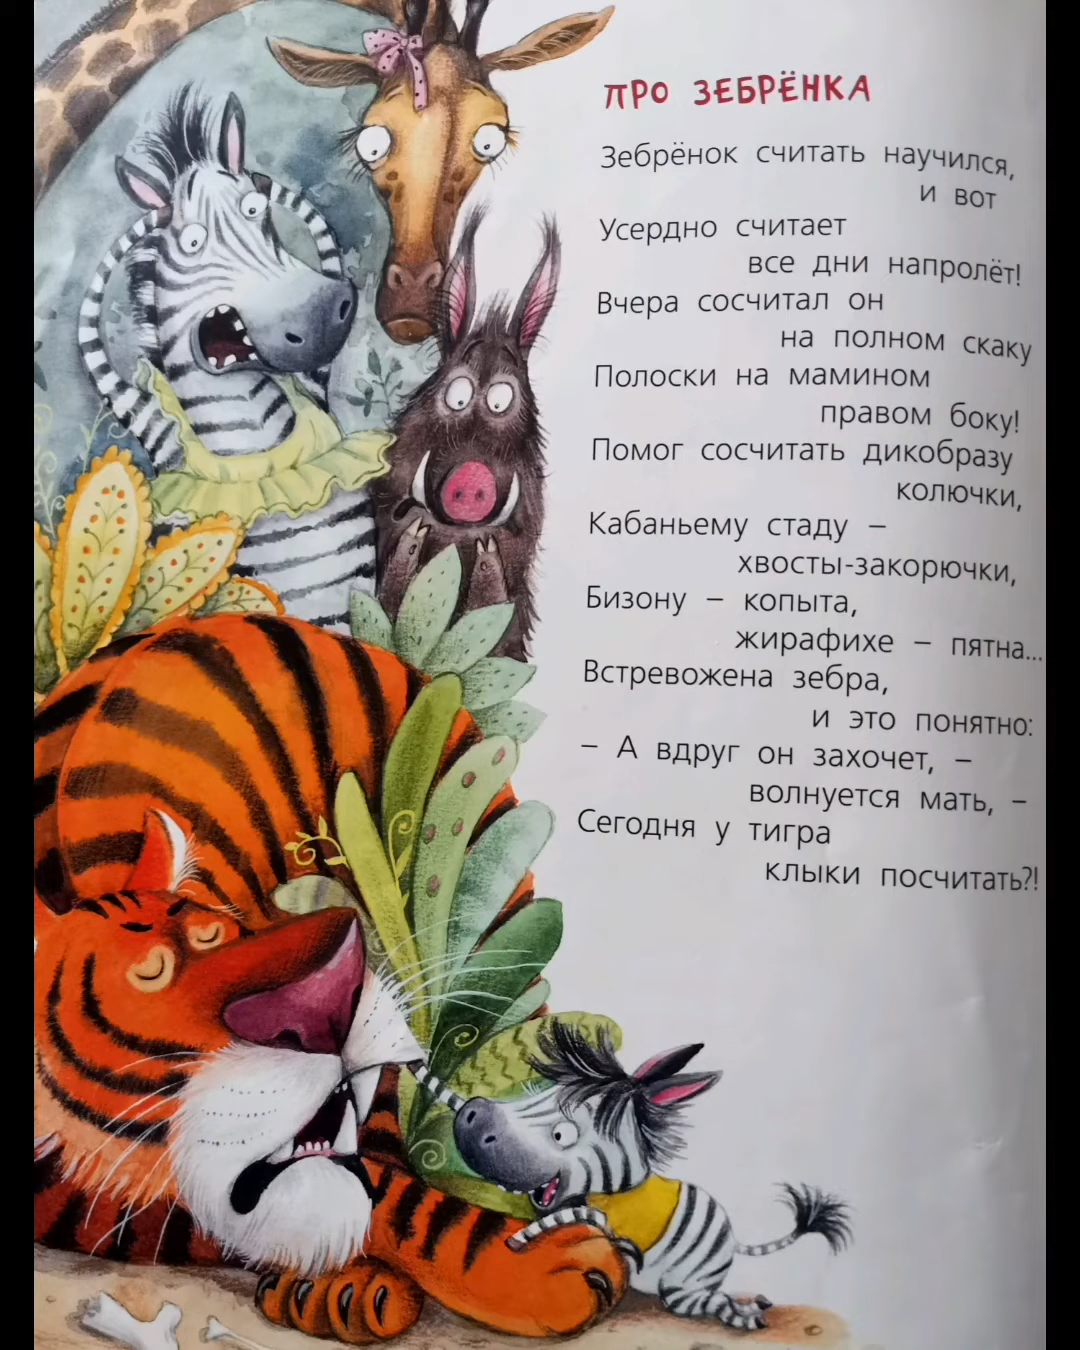 ПРО ЗЕБРЁНКА
Зебрёнок считать научился,
и вот
Усердно считает
все дни напролёт!
Вчера сосчитал он
на полном скаку
Полоски на мамином
правом боку!
Помог сосчитать дикобразу
колючки,
Кабаньему стаду –
хвосты-закорючки,
Бизону – копыта,
жирафихе – пятна...
Встревожена зебра,
и это понятно:
– А вдруг он захочет, –
волнуется мать, –
Сегодня у тигра
клыки посчитать?!